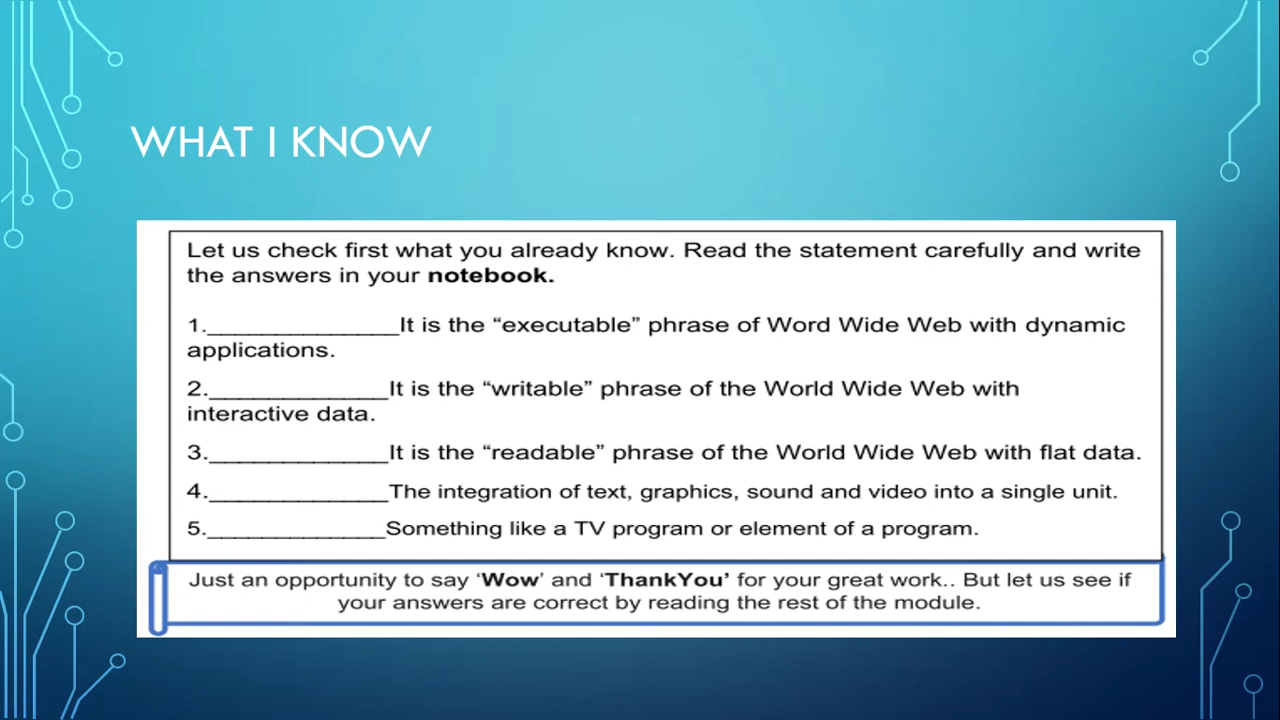 WHAT I KNOW
Let us check first what you already know. Read the statement carefully and write
the answers in your notebook.
1.______________It is the “executable” phrase of Word Wide Web with dynamic
applications.
2._____________It is the “writable” phrase of the World Wide Web with
interactive data.
3._____________It is the “readable” phrase of the World Wide Web with flat data.
4._____________The integration of text, graphics, sound and video into a single unit.
5._____________Something like a TV program or element of a program.
Just an opportunity to say ‘Wow’ and ‘ThankYou’ for your great work.. But let us see if
your answers are correct by reading the rest of the module.